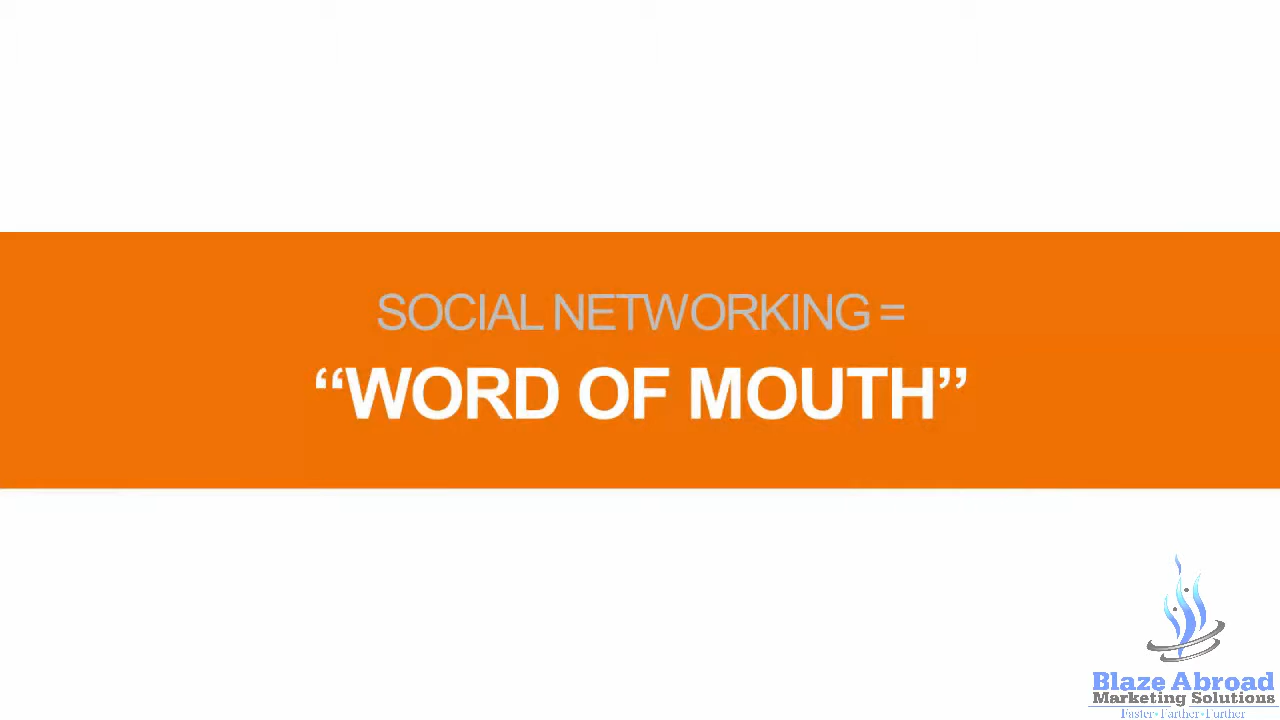 SOCIAL NETWORKING =
“WORD OF MOUTH”
Blaze Abroad
Marketing Solutions
Faster • Farther • Further